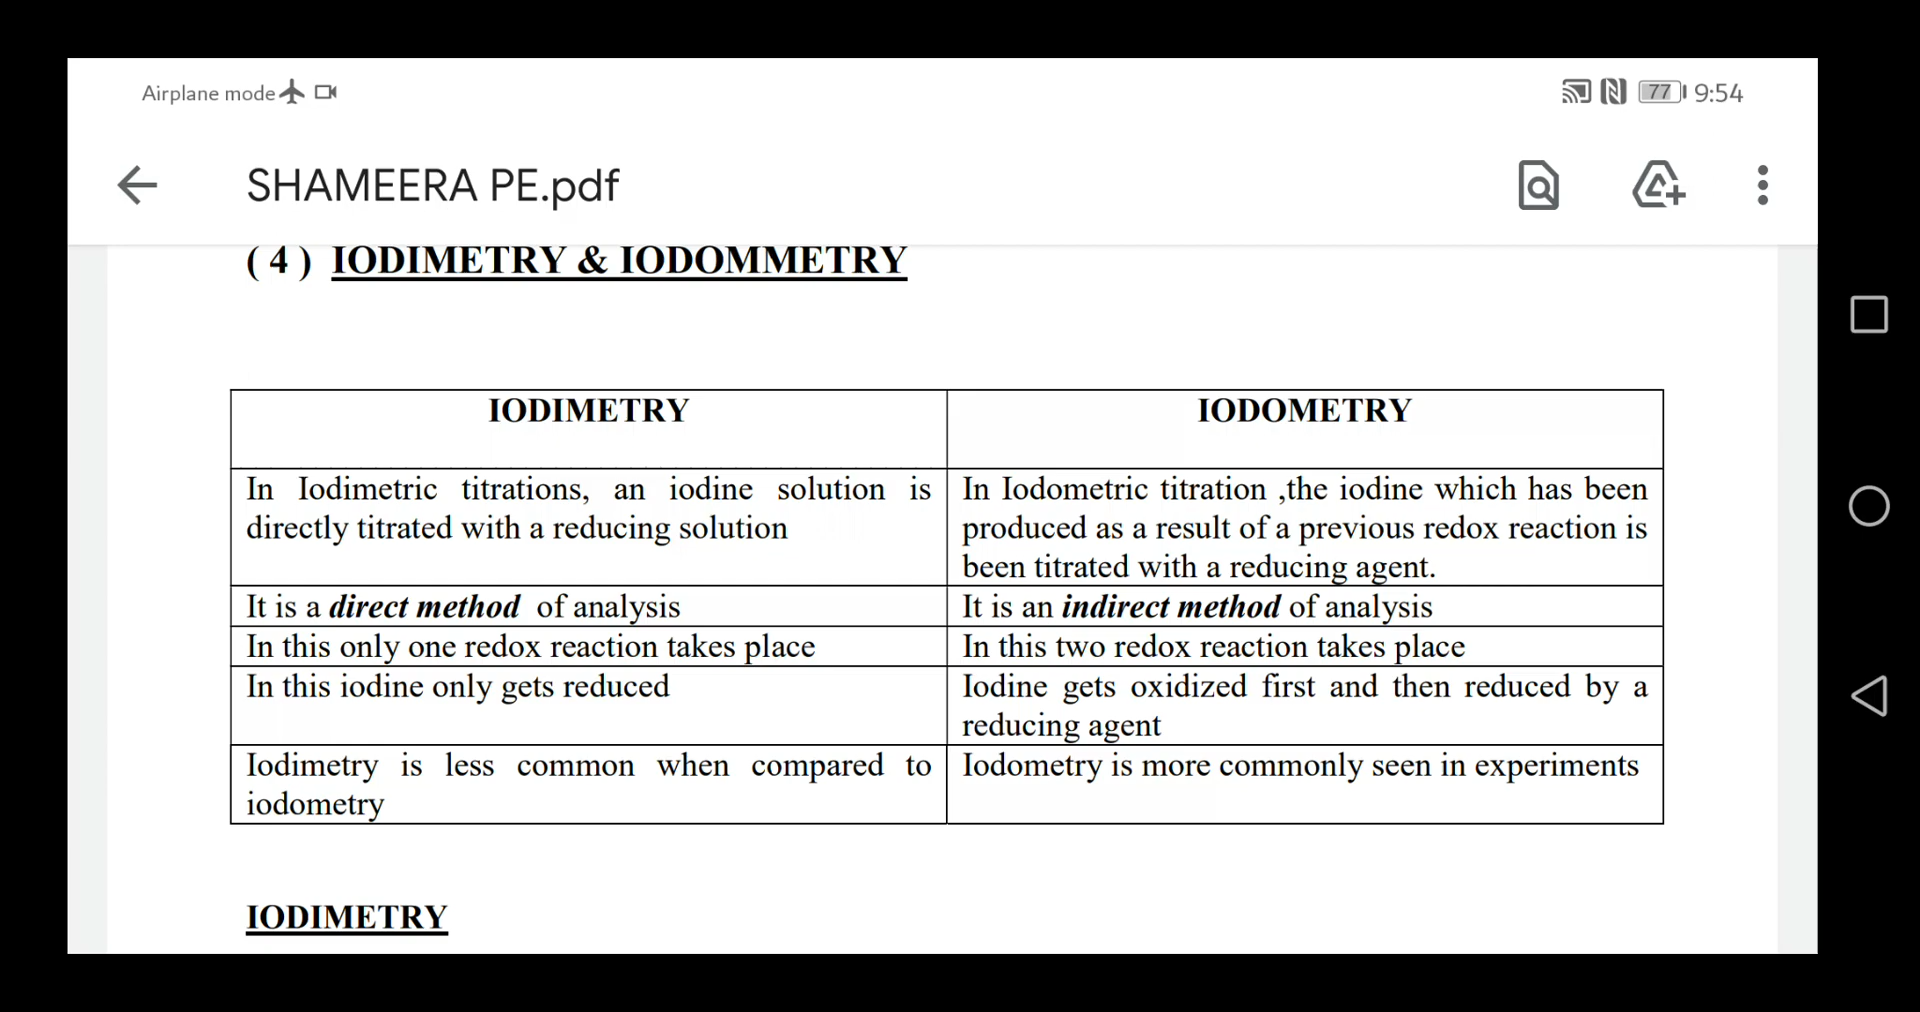 Airplane mode
77 9:54
SHAMEERA PE.pdf
( 4 ) IODIMETRY & IODOMMETRY
IODIMETRY
IODOMETRY
In Iodimetric titrations, an iodine solution is
directly titrated with a reducing solution
In Iodometric titration ,the iodine which has been
produced as a result of a previous redox reaction is
been titrated with a reducing agent.
It is a direct method of analysis
It is an indirect method of analysis
In this only one redox reaction takes place
In this two redox reaction takes place
In this iodine only gets reduced
Iodine gets oxidized first and then reduced by a
reducing agent
Iodimetry is less common when compared to
iodometry
Iodometry is more commonly seen in experiments
IODIMETRY